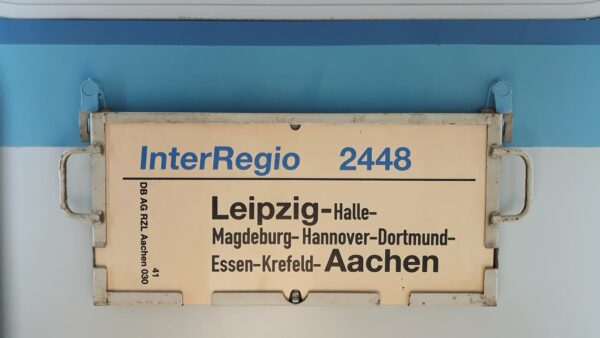 InterRegio 2448
Leipzig-Halle-
Magdeburg- Hannover-Dortmund-
Essen-Krefeld- Aachen
DB AG RZL Aachen 030
41